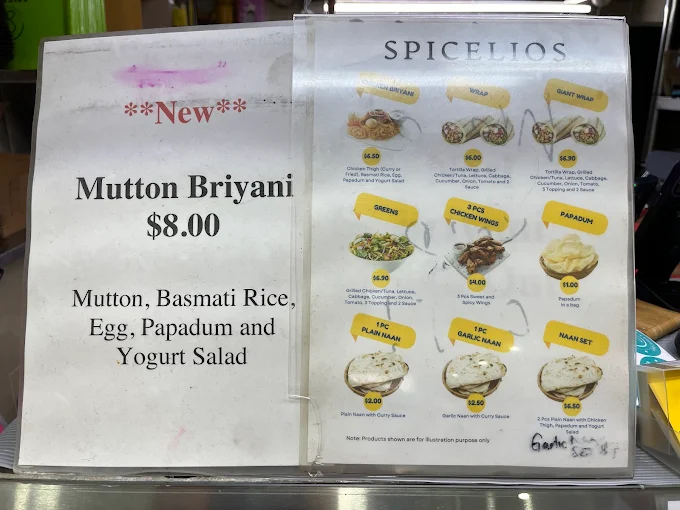 **New**
Mutton Briyani
$8.00
Mutton, Basmati Rice,
Egg, Papadum and
Yogurt Salad
SPICELIOS
BRIYANI
$6.50
Chicken Thigh (Curry or
Fried), Basmati Rice, Egg,
Papadum and Yogurt Salad
WRAP
$6.00
Tortilla Wrap, Grilled
Chicken/Tuna, Lettuce, Cabbage,
Cucumber, Onion, Tomato and 2
Sauce
GIANT WRAP
$6.90
Tortilla Wrap, Grilled
Chicken/Tuna, Lettuce, Cabbage,
Cucumber, Onion, Tomato,
3 Topping and 2 Sauce
GREENS
$6.90
Grilled Chicken/Tuna, Lettuce,
Cabbage, Cucumber, Onion,
Tomato, 3 Topping and 2 Sauce
3 PCS
CHICKEN WINGS
$4.00
3 Pcs Sweet and
Spicy Wings
PAPADUM
$1.00
Papadum
in a bag
1 PC
PLAIN NAAN
$2.00
Plain Naan with Curry Sauce
1 PC
GARLIC NAAN
$2.50
Garlic Naan with Curry Sauce
NAAN SET
$6.50
2 Pcs Plain Naan with Chicken
Thigh, Papadum and Yogurt
Salad
Note: Products shown are for illustration purpose only
Garlic